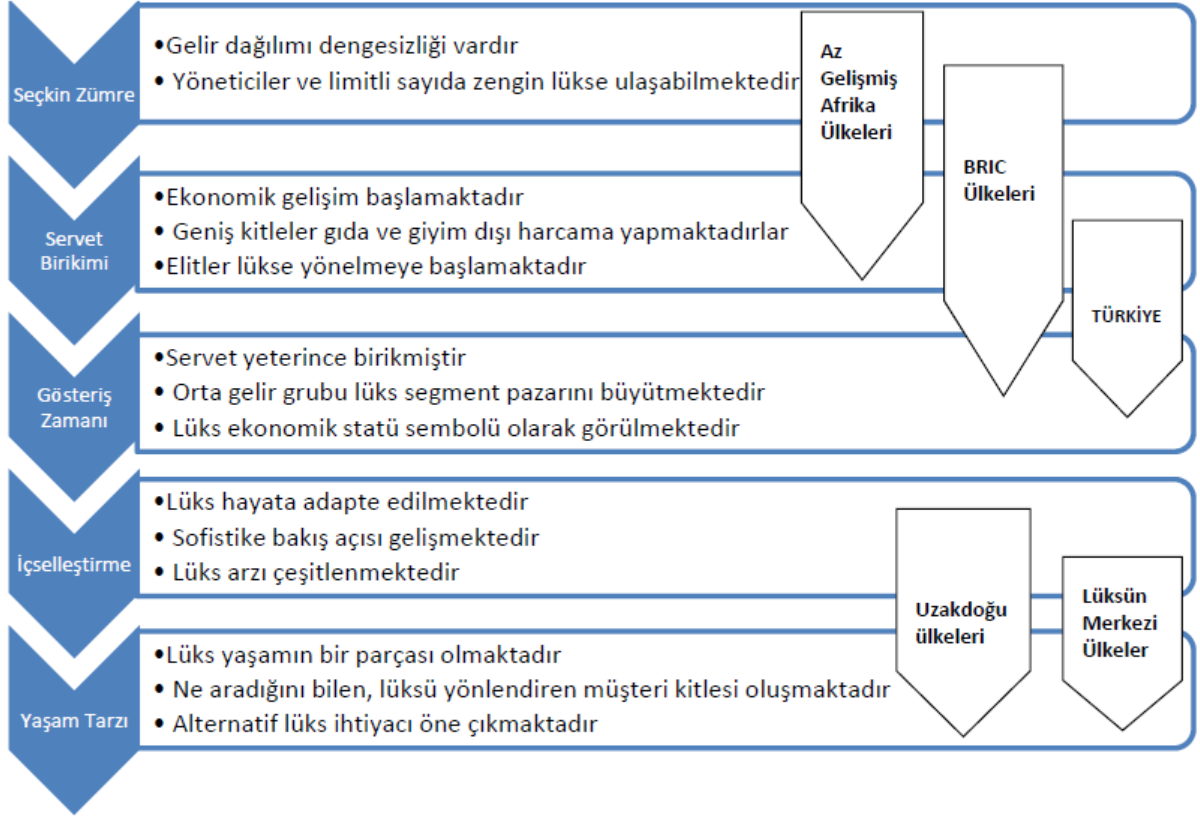 Seçkin Zümre
•Gelir dağılımı dengesizliği vardır
• Yöneticiler ve limitli sayıda zengin lükse ulaşabilmektedir
Az
Gelişmiş
Afrika
Ülkeleri
BRIC
Ülkeleri
Servet
Birikimi
•Ekonomik gelişim başlamaktadır
• Geniş kitleler gıda ve giyim dışı harcama yapmaktadırlar
•Elitler lükse yönelmeye başlamaktadır
TÜRKİYE
Gösteriş
Zamanı
•Servet yeterince birikmiştir
• Orta gelir grubu lüks segment pazarını büyütmektedir
• Lüks ekonomik statü sembolü olarak görülmektedir
İçselleştirme
•Lüks hayata adapte edilmektedir
• Sofistike bakış açısı gelişmektedir
• Lüks arzı çeşitlenmektedir
Uzakdoğu
ülkeleri
Lüksün
Merkezi
Ülkeler
Yaşam Tarzı
•Lüks yaşamın bir parçası olmaktadır
• Ne aradığını bilen, lüksü yönlendiren müşteri kitlesi oluşmaktadır
• Alternatif lüks ihtiyacı öne çıkmaktadır